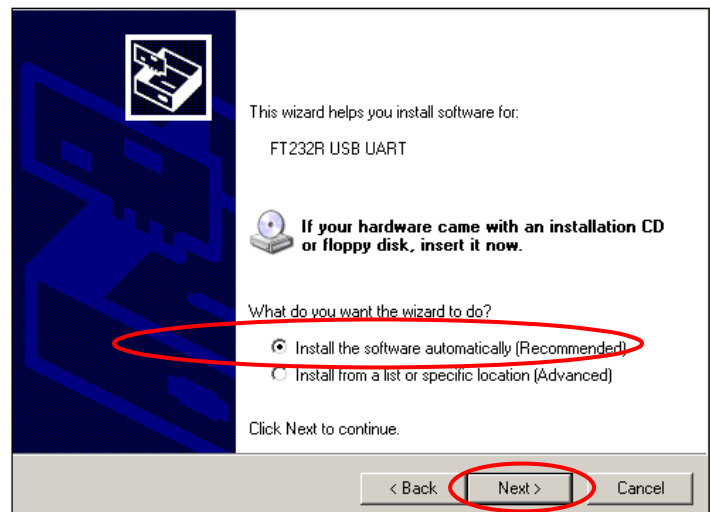 This wizard helps you install software for:
FT232R USB UART
If your hardware came with an installation CD
or floppy disk, insert it now.
What do you want the wizard to do?
Install the software automatically (Recommended)
Install from a list or specific location (Advanced)
Click Next to continue.
< Back
Next >
Cancel